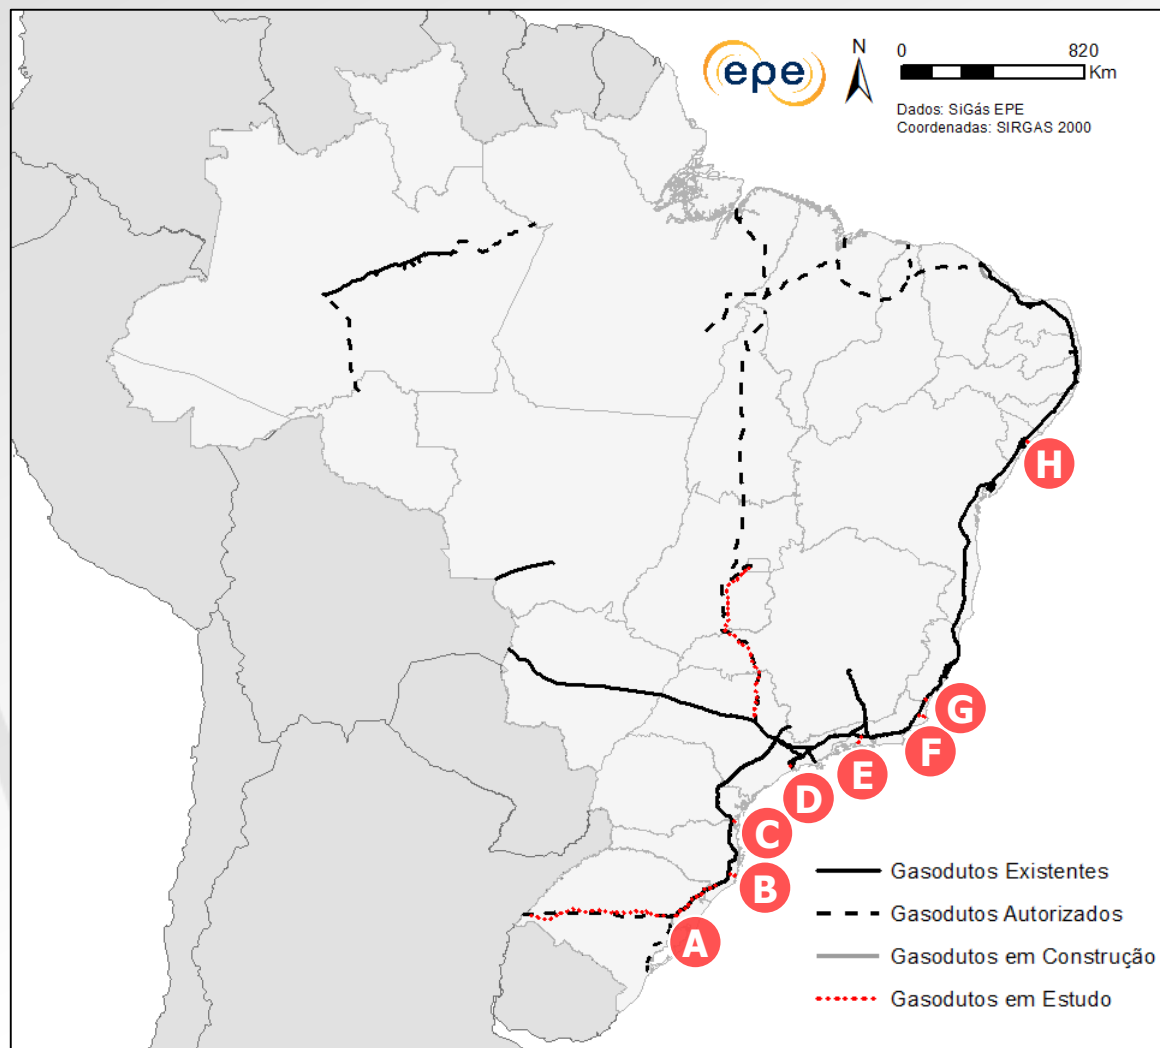 epe
N
0 820
Km
Dados: SiGás EPE
Coordenadas: SIRGAS 2000
H
G
F
E
D
C
B
A
Gasodutos Existentes
Gasodutos Autorizados
Gasodutos em Construção
Gasodutos em Estudo